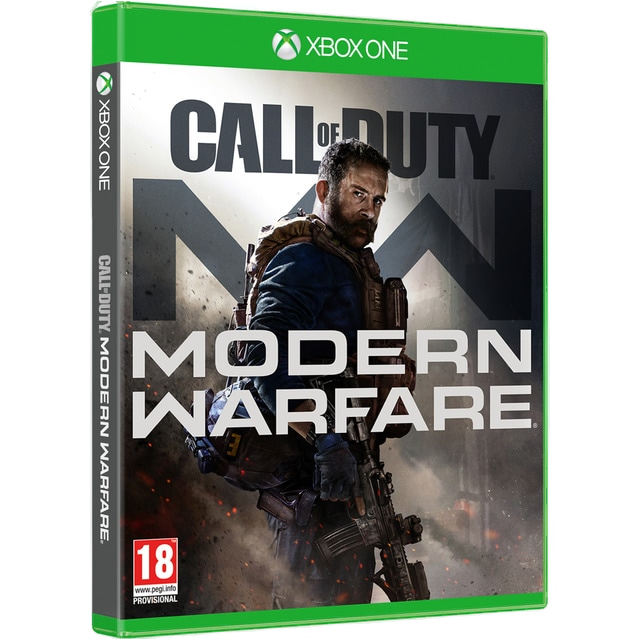 XBOX ONE
CALL OF DUTY
MW
MODERN
WARFARE®
18
www.pegi.info
PROVISIONAL
XBOX ONE
CALL OF DUTY
MODERN WARFARE®